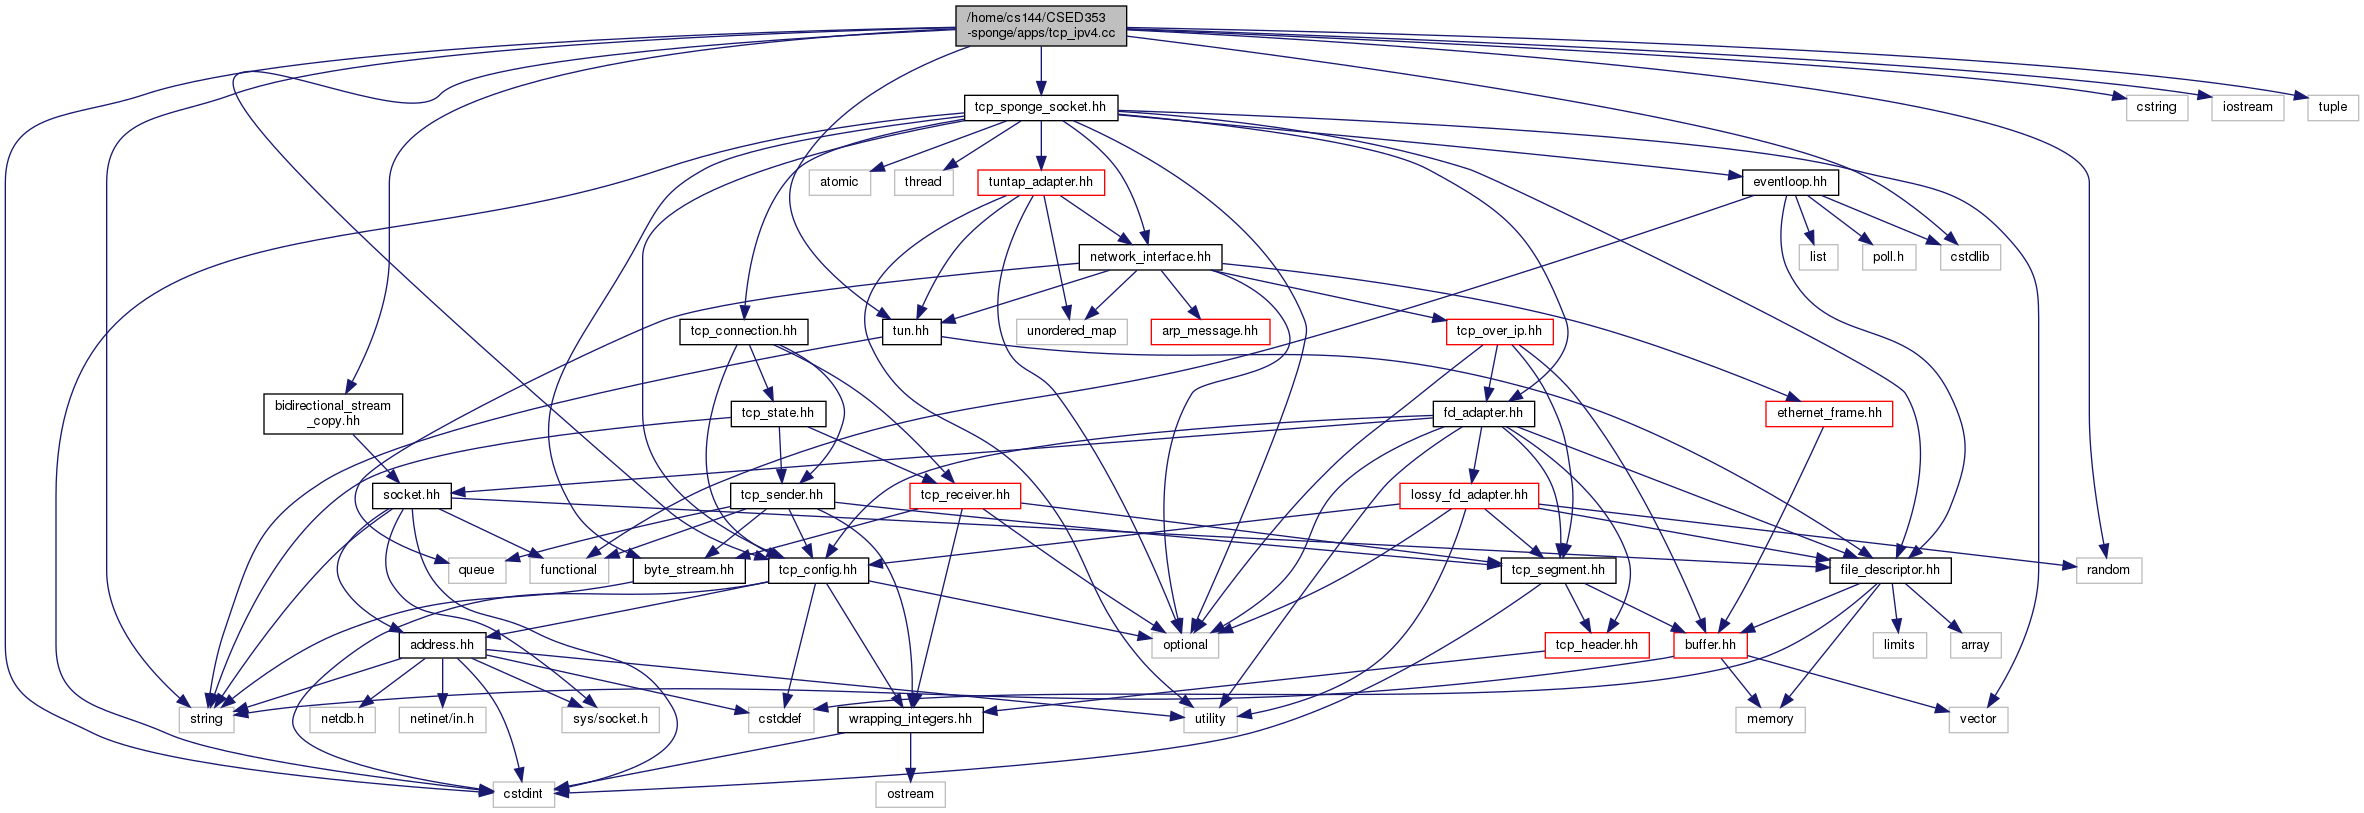 /home/cs144/CSED353
-sponge/apps/tcp_ipv4.cc
tcp_sponge_socket.hh
cstring
iostream
tuple
atomic
thread
tuntap_adapter.hh
eventloop.hh
network_interface.hh
list
poll.h
cstdlib
tcp_connection.hh
tun.hh
unordered_map
arp_message.hh
tcp_over_ip.hh
bidirectional_stream
_copy.hh
tcp_state.hh
fd_adapter.hh
ethernet_frame.hh
socket.hh
tcp_sender.hh
tcp_receiver.hh
lossy_fd_adapter.hh
queue
functional
byte_stream.hh
tcp_config.hh
tcp_segment.hh
file_descriptor.hh
random
address.hh
optional
tcp_header.hh
buffer.hh
limits
array
string
netdb.h
netinet/in.h
sys/socket.h
cstddef
wrapping_integers.hh
utility
memory
vector
cstdint
ostream